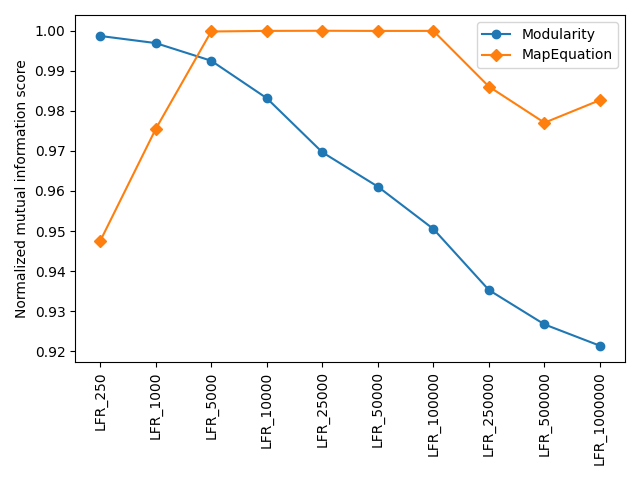 Modularity
MapEquation
Normalized mutual information score
1.00
0.99
0.98
0.97
0.96
0.95
0.94
0.93
0.92
LFR_250
LFR_1000
LFR_5000
LFR_10000
LFR_25000
LFR_50000
LFR_100000
LFR_250000
LFR_500000
LFR_1000000